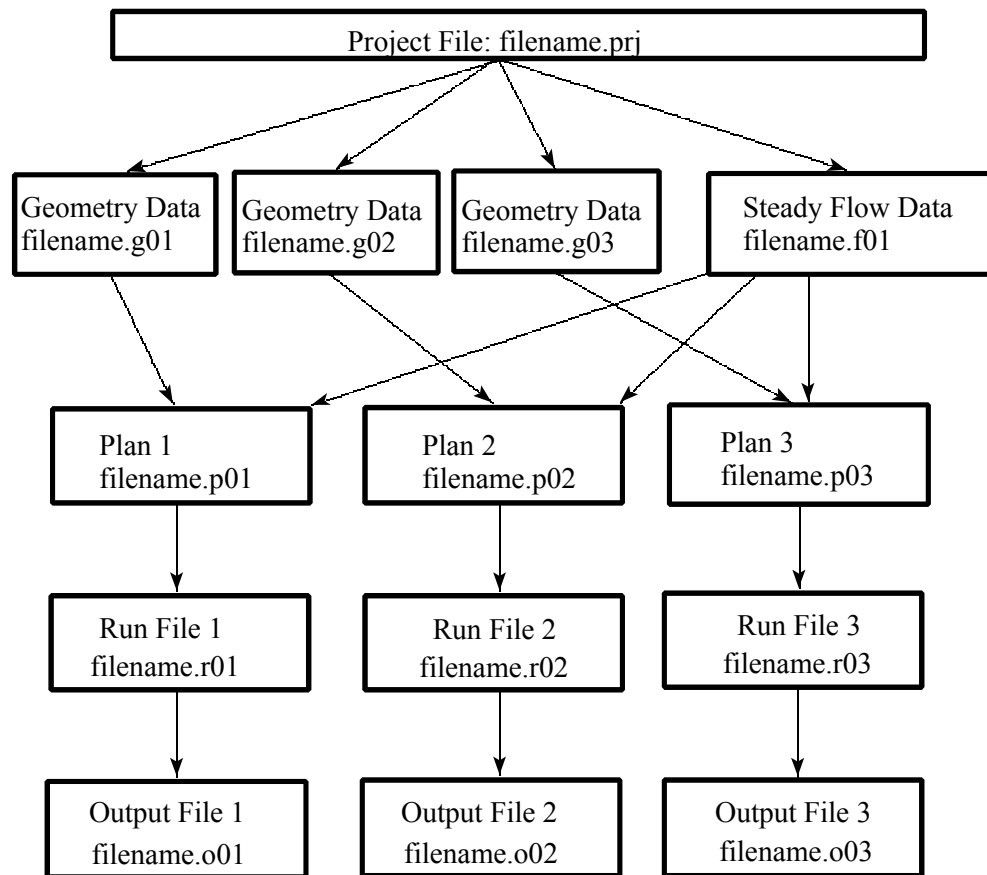 Project File: filename.prj
Geometry Data
filename.g01
Geometry Data
filename.g02
Geometry Data
filename.g03
Steady Flow Data
filename.f01
Plan 1
filename.p01
Plan 2
filename.p02
Plan 3
filename.p03
Run File 1
filename.r01
Run File 2
filename.r02
Run File 3
filename.r03
Output File 1
filename.o01
Output File 2
filename.o02
Output File 3
filename.o03